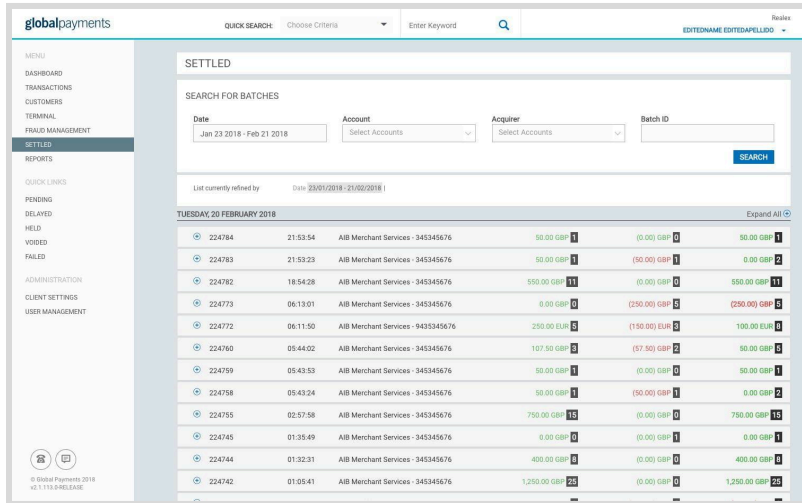 globalpayments
QUICK SEARCH: Choose Criteria Enter Keyword
Realex
EDITEDNAME EDITEDAPELLIDO
MENU
DASHBOARD
TRANSACTIONS
CUSTOMERS
TERMINAL
FRAUD MANAGEMENT
SETTLED
REPORTS
QUICK LINKS
PENDING
DELAYED
HELD
VOIDED
FAILED
ADMINISTRATION
CLIENT SETTINGS
USER MANAGEMENT
© Global Payments 2018
v2.1.113.0-RELEASE
SETTLED
SEARCH FOR BATCHES
Date Account Acquirer Batch ID
Jan 23 2018 - Feb 21 2018 Select Accounts Select Accounts
SEARCH
List currently refined by Date 23/01/2018 - 21/02/2018 |
TUESDAY, 20 FEBRUARY 2018 Expand All
224784 21:53:54 AIB Merchant Services - 345345676 50.00 GBP 1 (0.00) GBP 0 50.00 GBP 1
224783 21:53:23 AIB Merchant Services - 345345676 50.00 GBP 1 (50.00) GBP 1 0.00 GBP 2
224782 18:54:28 AIB Merchant Services - 345345676 550.00 GBP 11 (0.00) GBP 0 550.00 GBP 11
224773 06:13:01 AIB Merchant Services - 345345676 0.00 GBP 0 (250.00) GBP 5 (250.00) GBP 5
224772 06:11:50 AIB Merchant Services - 9435345676 250.00 EUR 5 (150.00) EUR 3 100.00 EUR 8
224760 05:44:02 AIB Merchant Services - 345345676 107.50 GBP 3 (57.50) GBP 2 50.00 GBP 5
224759 05:43:53 AIB Merchant Services - 345345676 50.00 GBP 1 (0.00) GBP 0 50.00 GBP 1
224758 05:43:24 AIB Merchant Services - 345345676 50.00 GBP 1 (50.00) GBP 1 0.00 GBP 2
224755 02:57:58 AIB Merchant Services - 345345676 750.00 GBP 15 (0.00) GBP 0 750.00 GBP 15
224745 01:35:49 AIB Merchant Services - 345345676 0.00 GBP 0 (0.00) GBP 1 0.00 GBP 1
224744 01:32:31 AIB Merchant Services - 345345676 400.00 GBP 8 (0.00) GBP 0 400.00 GBP 8
224742 01:05:41 AIB Merchant Services - 345345676 1,250.00 GBP 25 (0.00) GBP 0 1,250.00 GBP 25